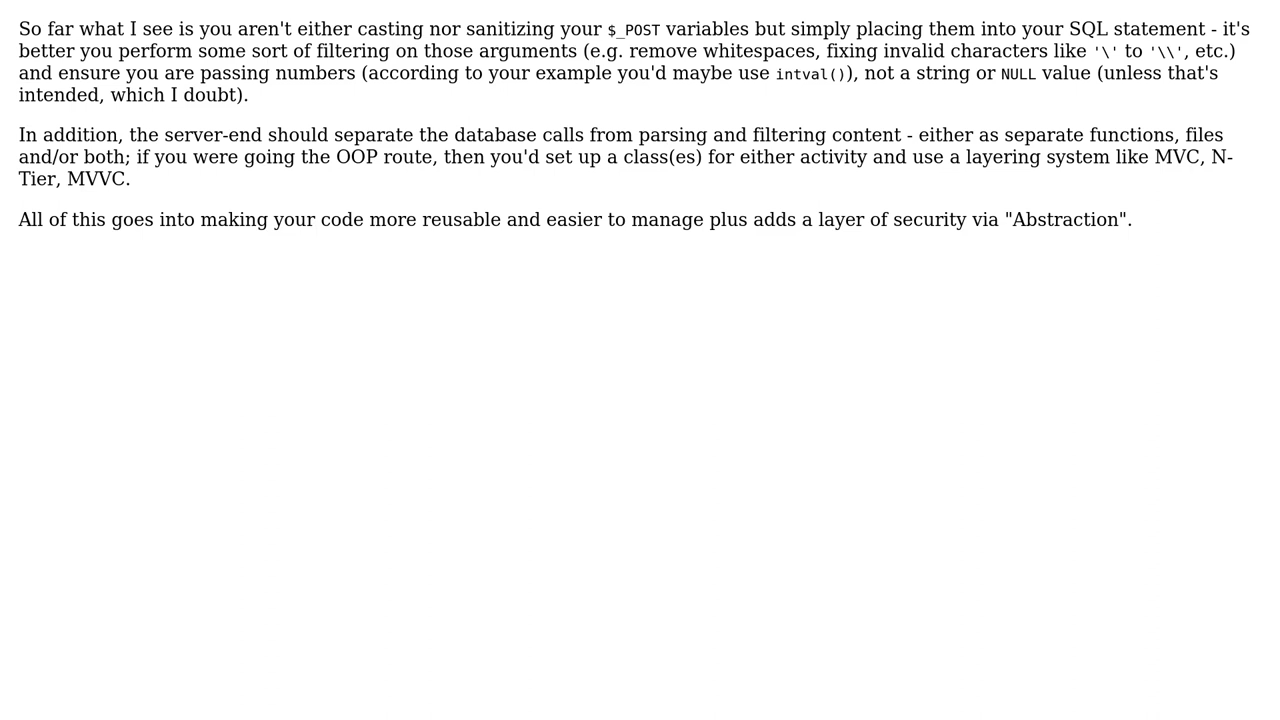 So far what I see is you aren't either casting nor sanitizing your $_POST variables but simply placing them into your SQL statement - it's
better you perform some sort of filtering on those arguments (e.g. remove whitespaces, fixing invalid characters like '\' to '\\', etc.)
and ensure you are passing numbers (according to your example you'd maybe use intval()), not a string or NULL value (unless that's
intended, which I doubt).
In addition, the server-end should separate the database calls from parsing and filtering content - either as separate functions, files
and/or both; if you were going the OOP route, then you'd set up a class(es) for either activity and use a layering system like MVC, N-
Tier, MVVC.
All of this goes into making your code more reusable and easier to manage plus adds a layer of security via "Abstraction".